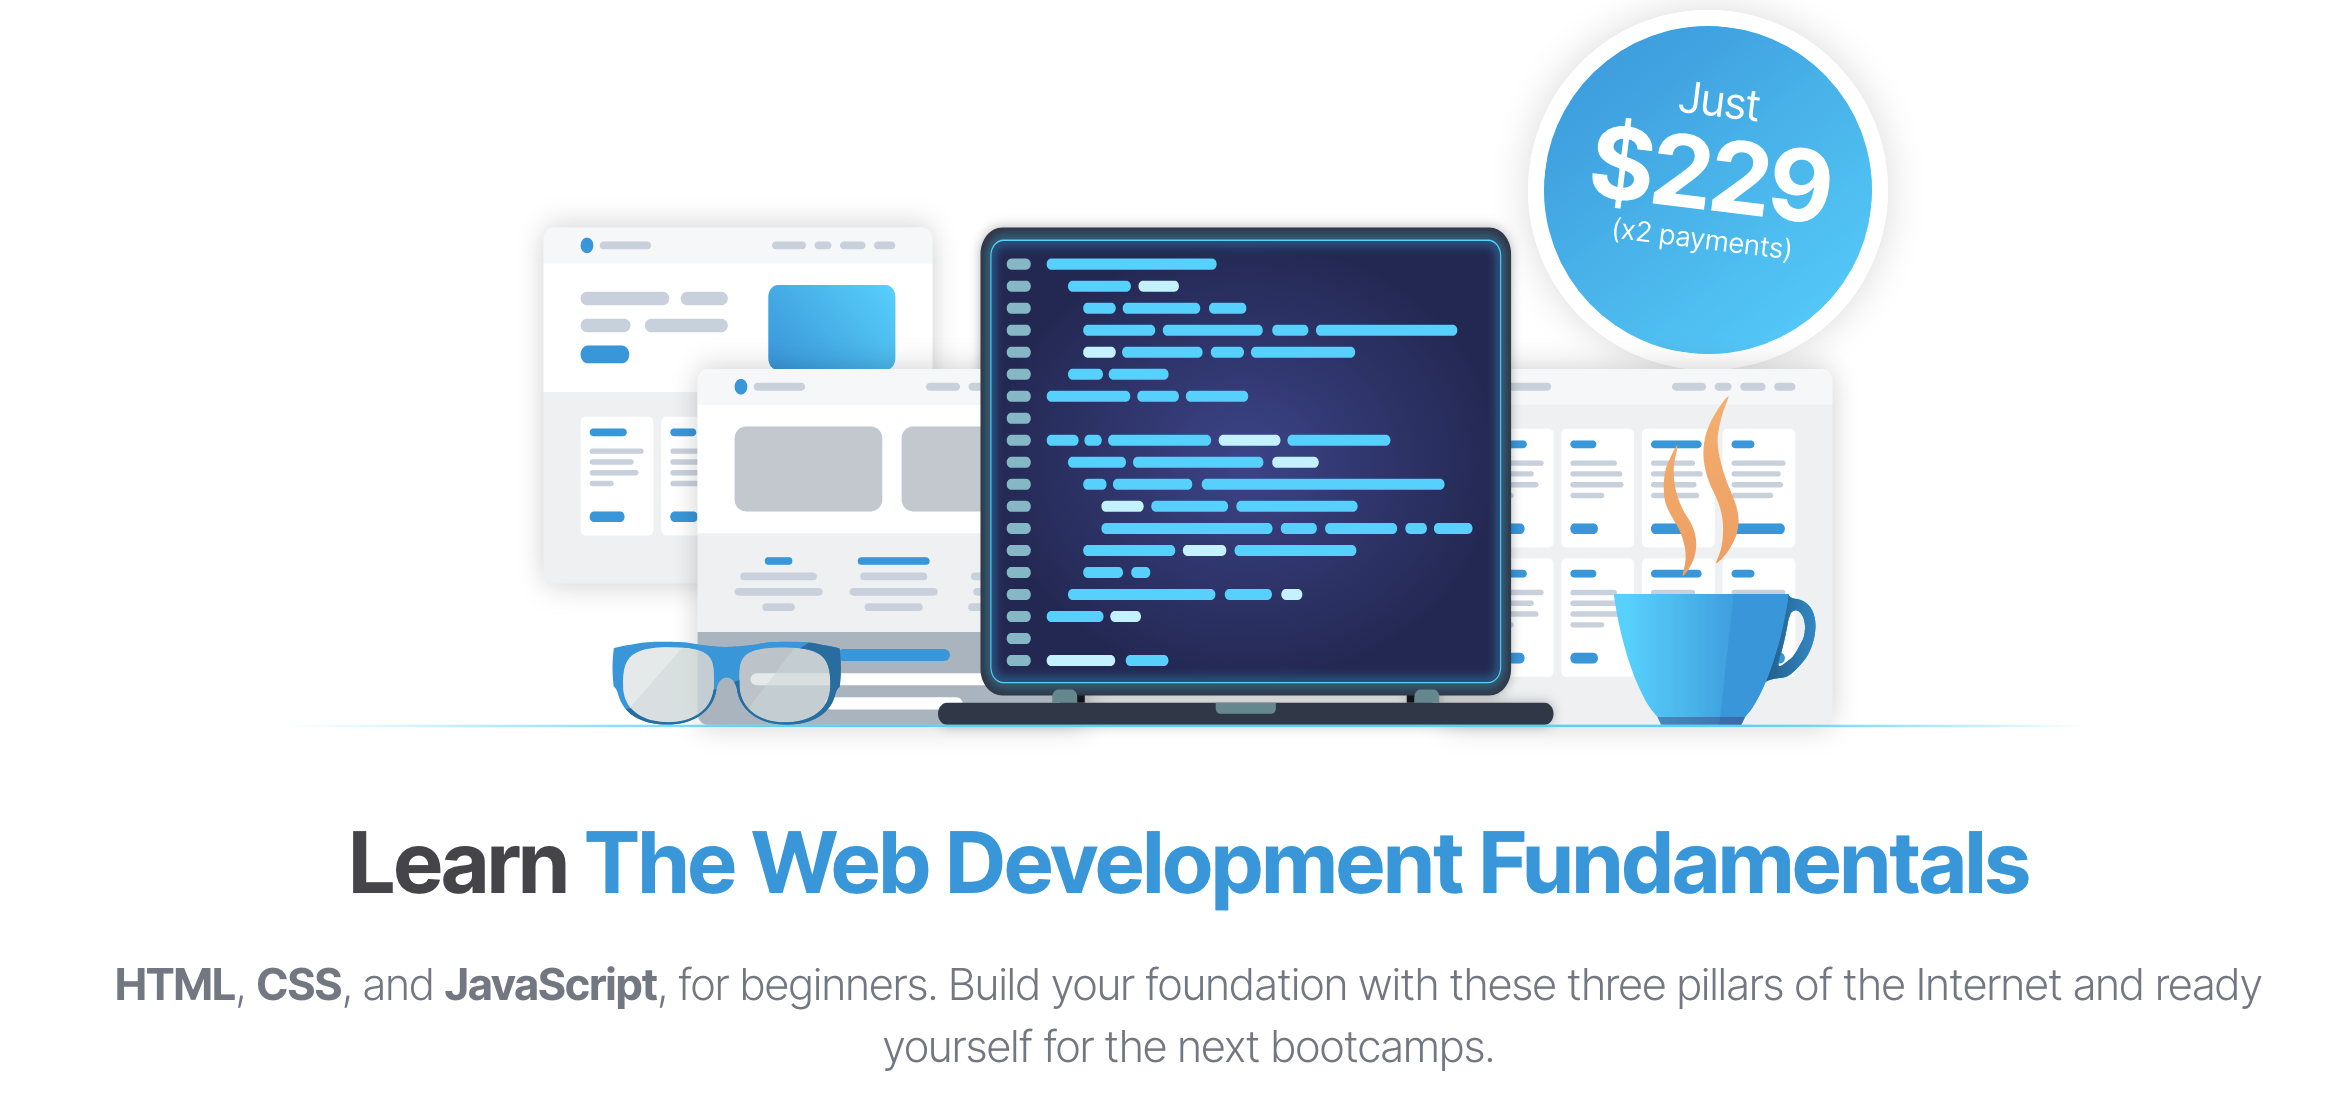 Just
$229
(x2 payments)
Learn The Web Development Fundamentals
HTML, CSS, and JavaScript, for beginners. Build your foundation with these three pillars of the Internet and ready
yourself for the next bootcamps.